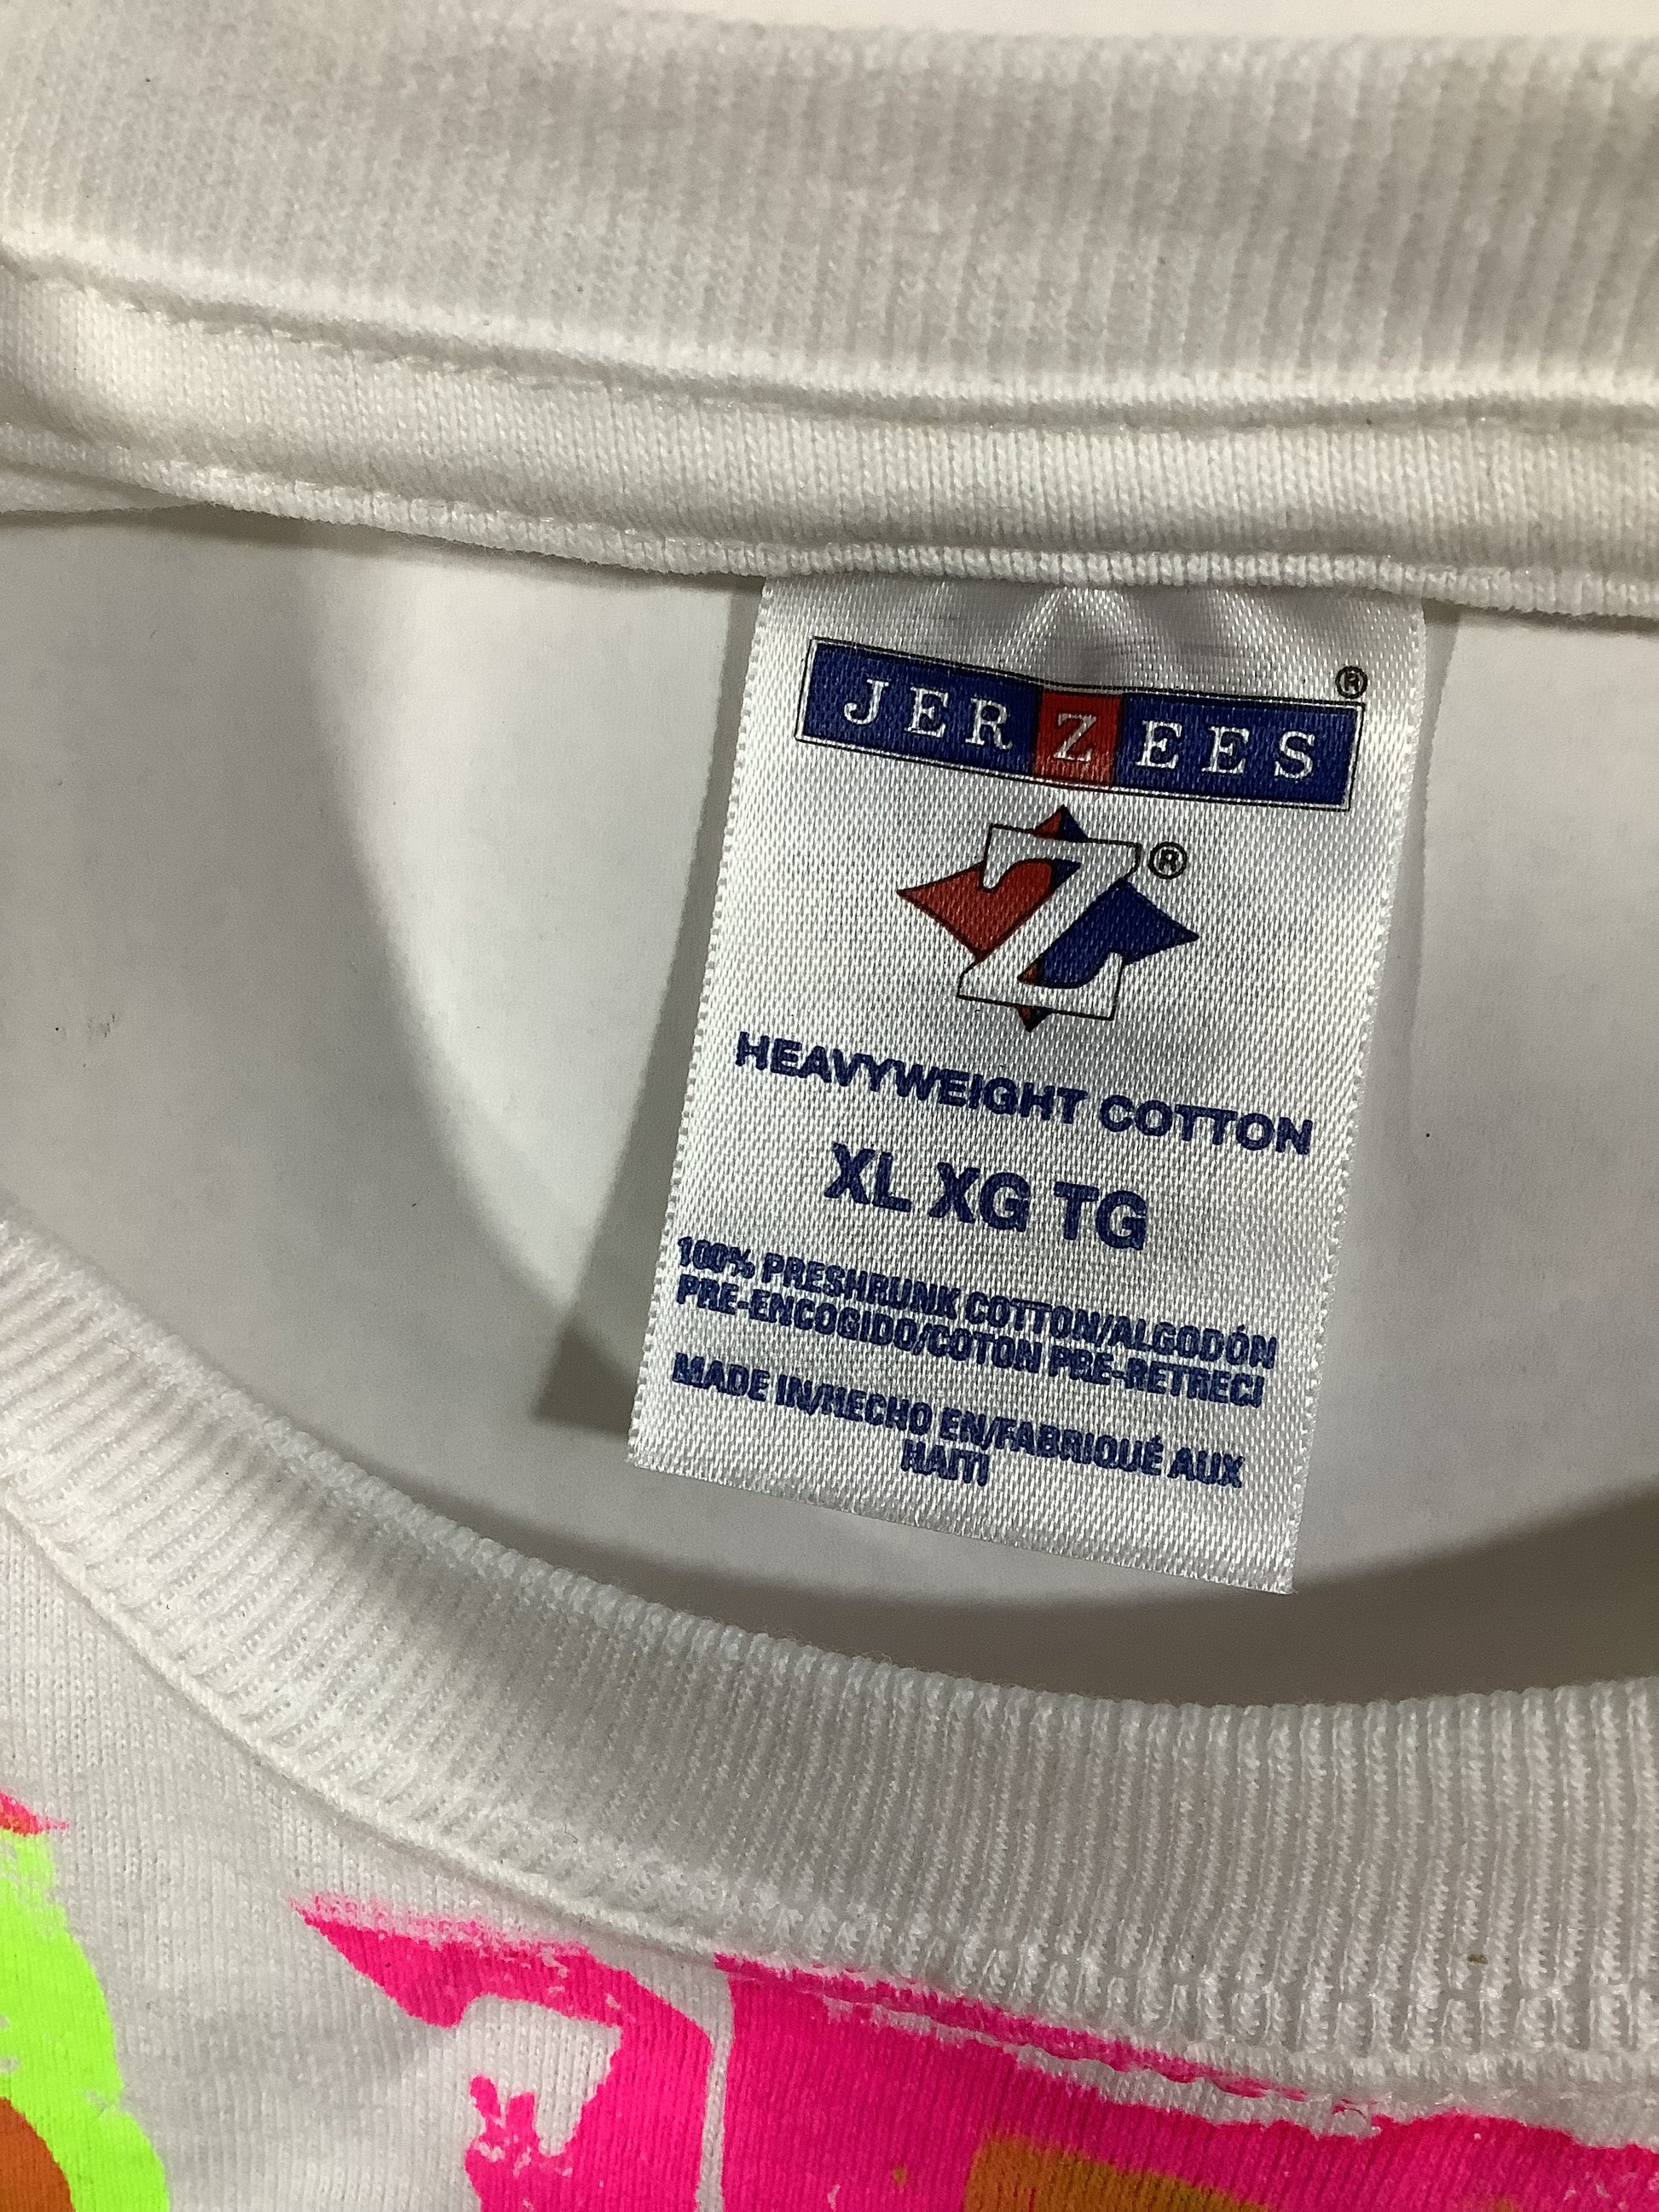 JERZEES ®
Z ®
HEAVYWEIGHT COTTON
XL XG TG
100% PRESHRUNK COTTON/ALGODÓN
PRE-ENCOGIDO/COTON PRÉ-RETRECI
MADE IN/HECHO EN/FABRIQUÉ AUX
HAITI